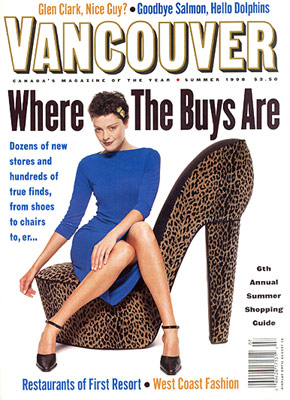 Glen Clark, Nice Guy? • Goodbye Salmon, Hello Dolphins
VANCOUVER
CANADA'S MAGAZINE OF THE YEAR • SUMMER 1998 $3.50
Where The Buys Are
Dozens of new
stores and
hundreds of
true finds,
from shoes
to chairs
to, er...
6th
Annual
Summer
Shopping
Guide
Restaurants of First Resort • West Coast Fashion